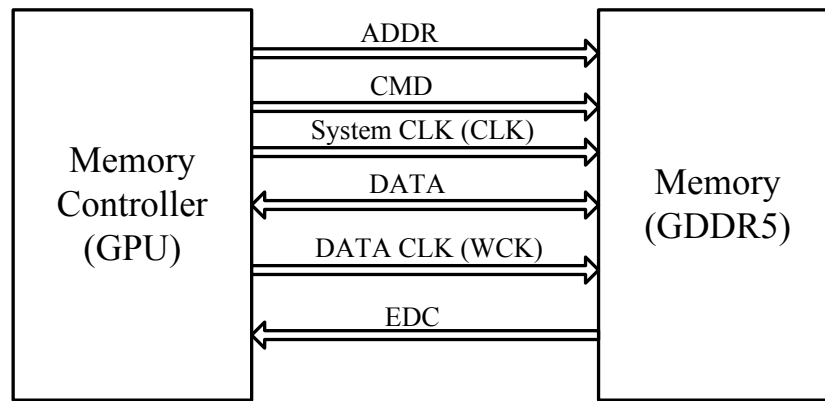 ADDR
CMD
System CLK (CLK)
DATA
DATA CLK (WCK)
EDC
Memory
Controller
(GPU)
Memory
(GDDR5)